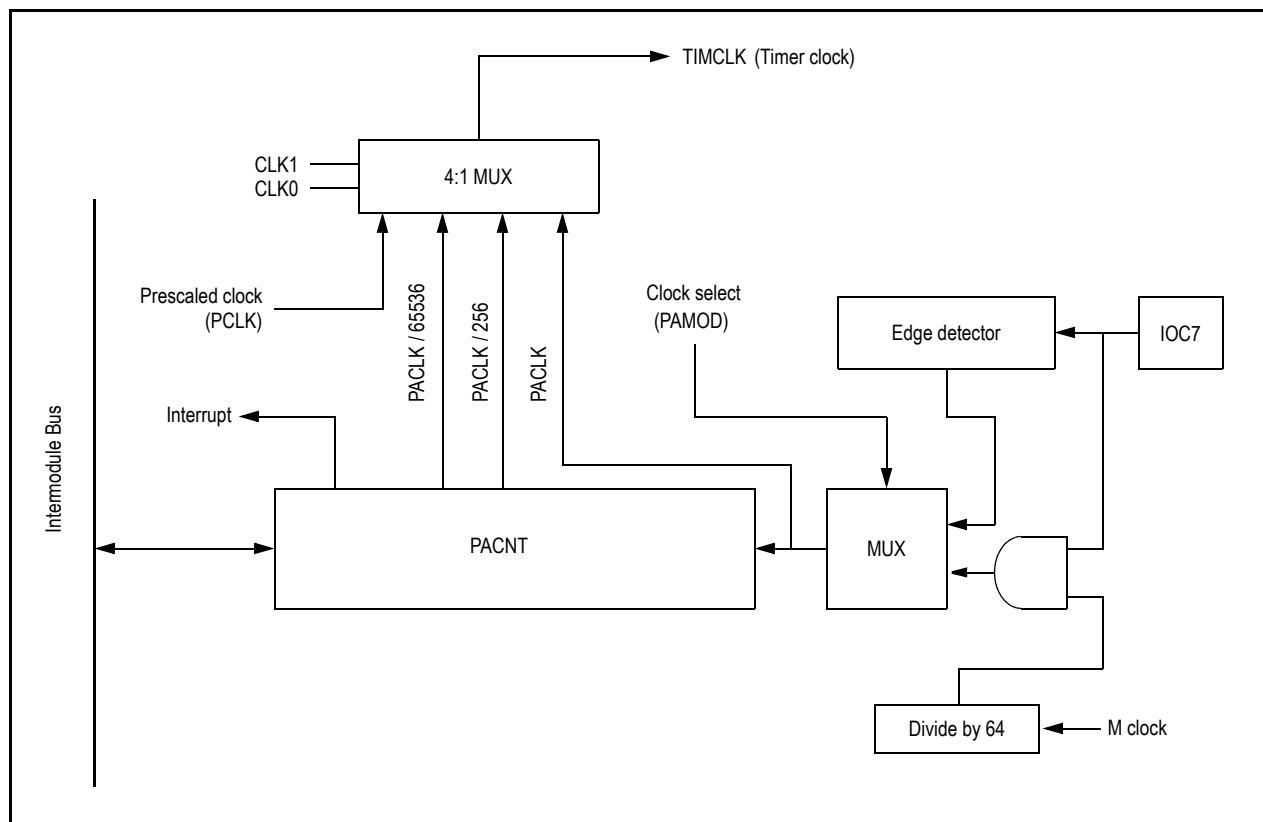 TIMCLK (Timer clock)
CLK1
CLK0
4:1 MUX
Prescaled clock
(PCLK)
PACLK / 65536
PACLK / 256
PACLK
Clock select
(PAMOD)
Edge detector
IOC7
Interrupt
Intermodule Bus
PACNT
MUX
Divide by 64
M clock